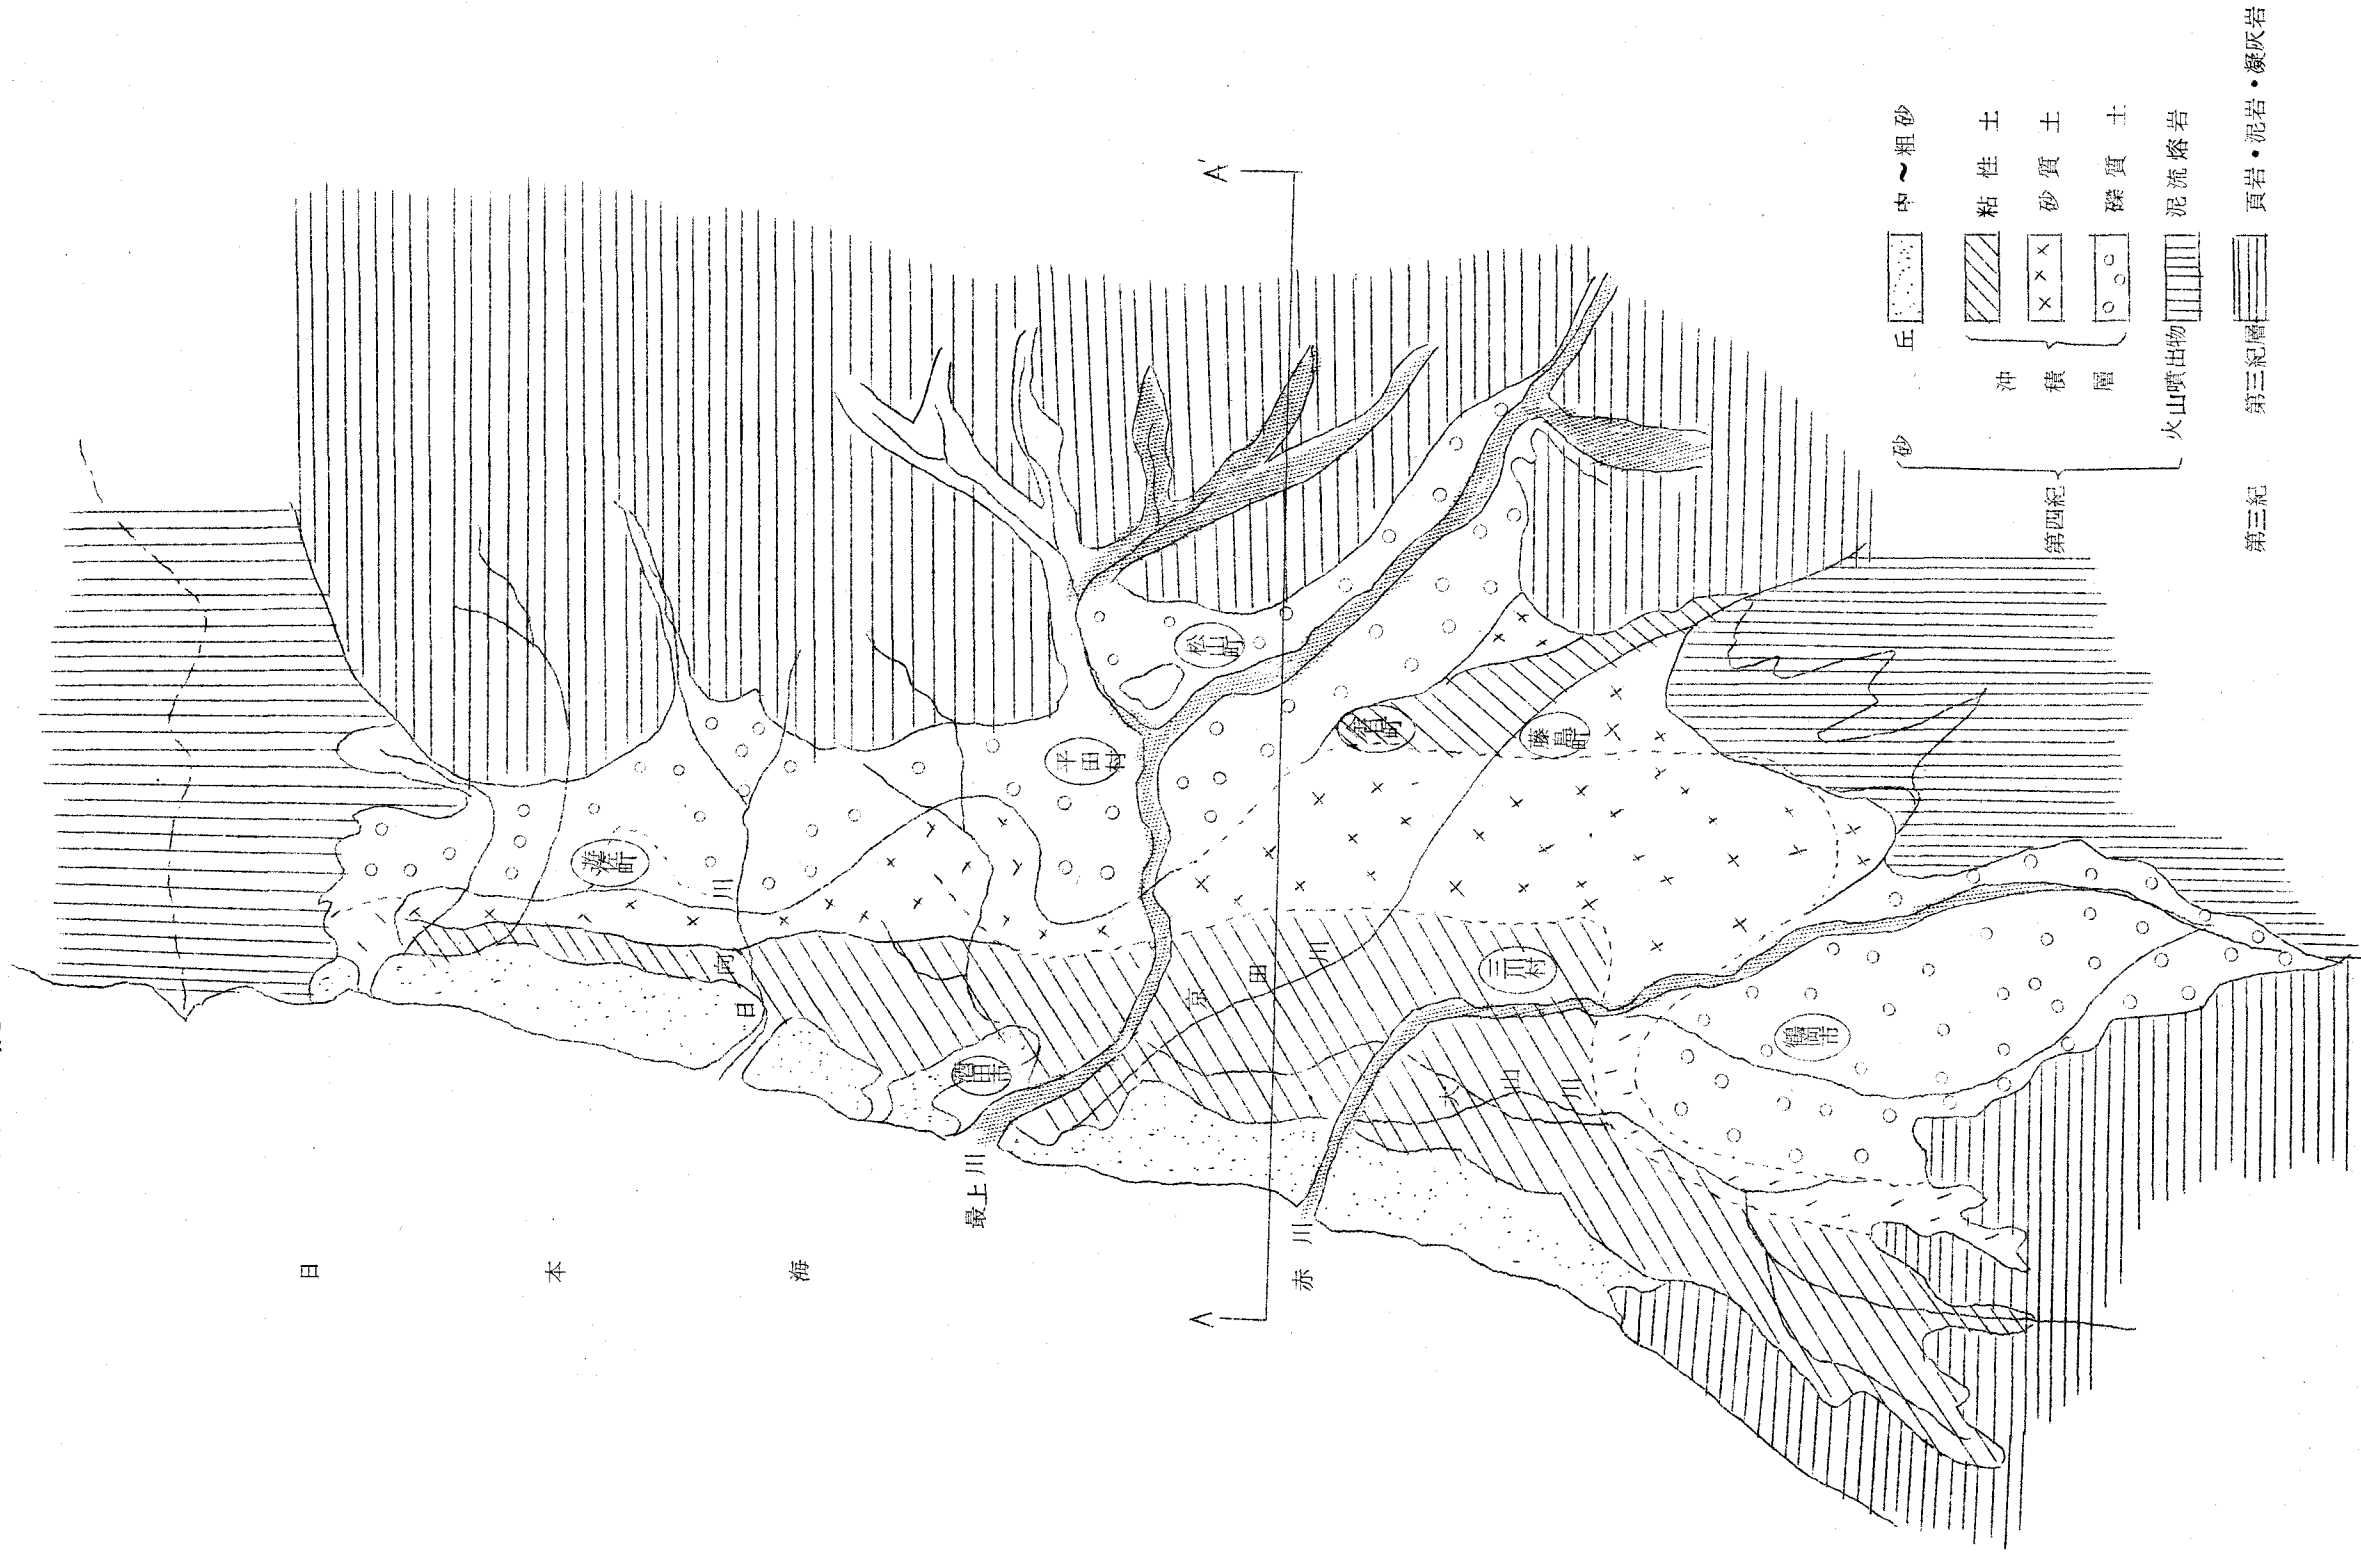 日本海
最上川
赤川
日向川
京田川
大山川
遊佐町
平田村
松山町
余目町
藤島町
酒田市
三川村
鶴岡市
A
A'
第四紀
砂丘 中~粗砂
沖積層
粘性土
砂質土
礫質土
火山噴出物 泥流熔岩
第三紀 第三紀層 頁岩・泥岩・凝灰岩